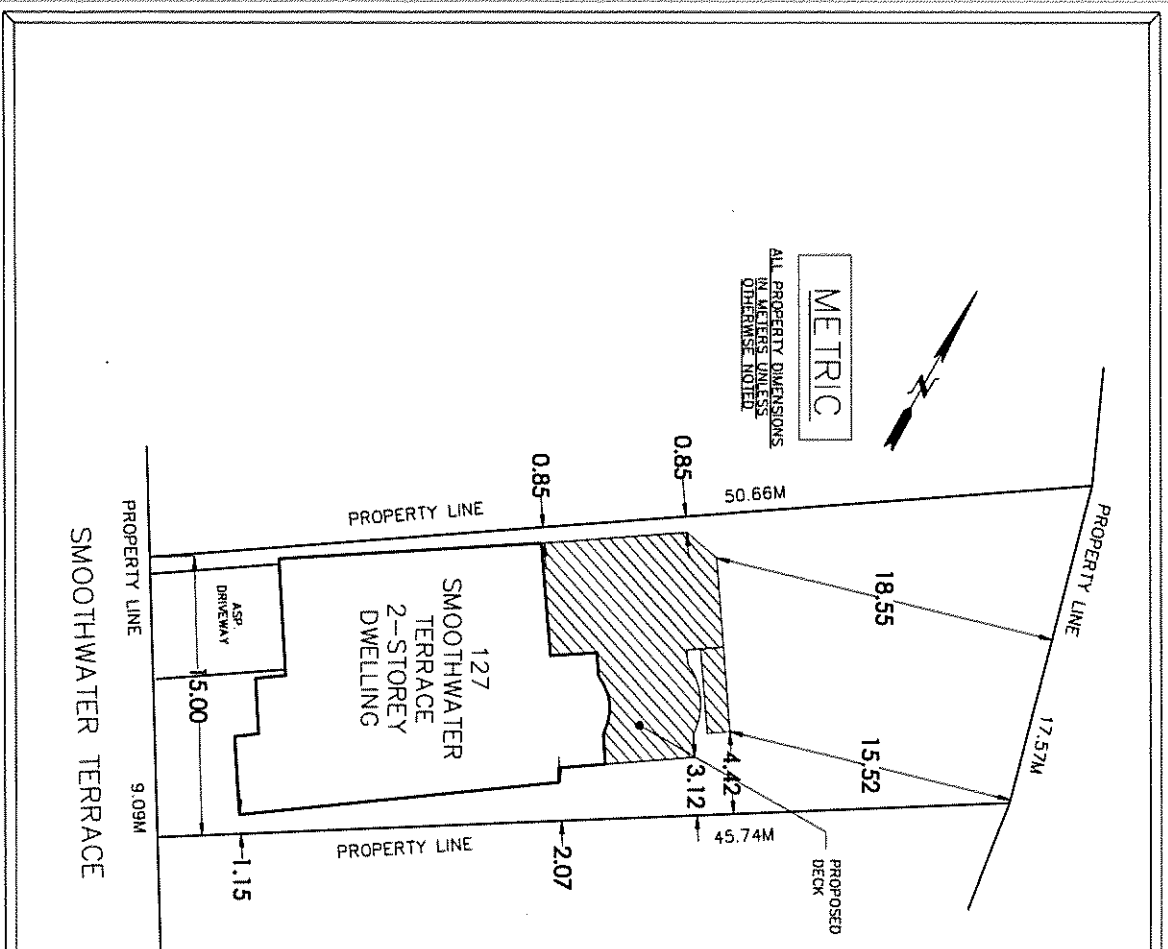 METRIC
ALL PROPERTY DIMENSIONS
IN METERS UNLESS
OTHERWISE NOTED
N
PROPERTY LINE
17.57M
18.55
15.52
50.66M
0.85
0.85
PROPERTY LINE
4.42
3.12
45.74M
PROPOSED
DECK
127
SMOOTHWATER
TERRACE
2-STOREY
DWELLING
2.07
PROPERTY LINE
1.15
ASP.
DRIVEWAY
15.00
PROPERTY LINE
9.09M
SMOOTHWATER TERRACE